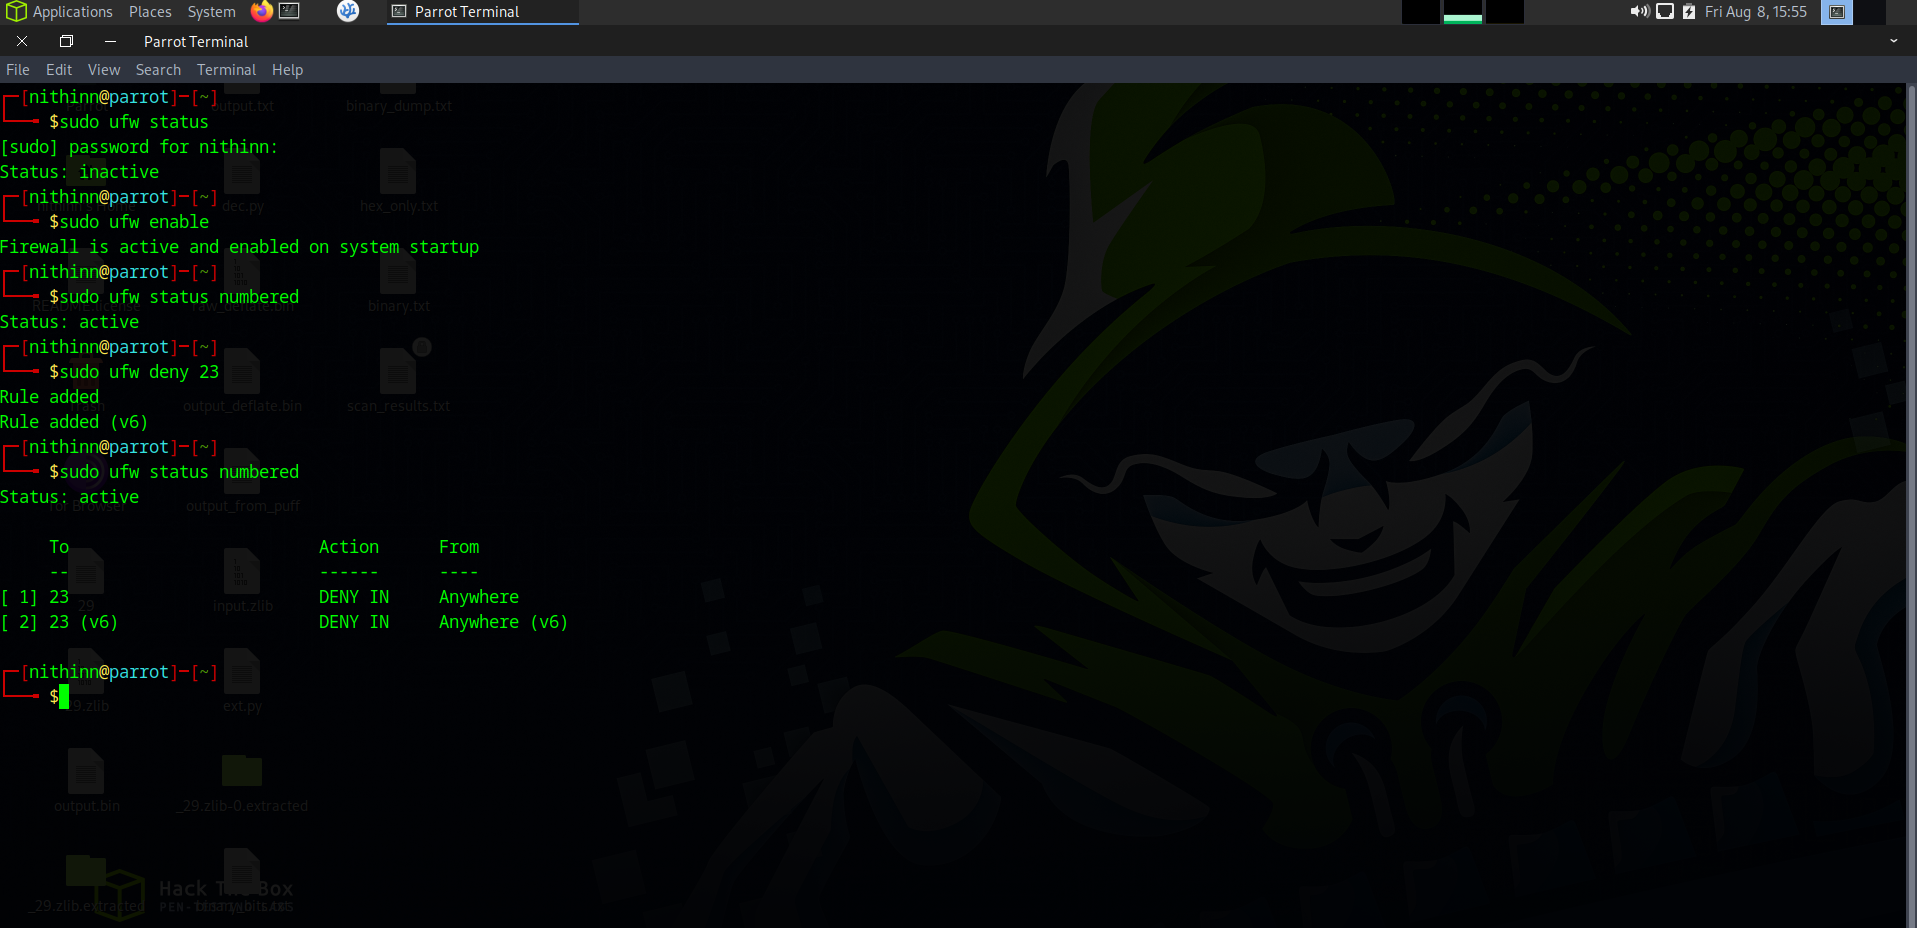 Applications Places System Parrot Terminal Fri Aug 8, 15:55
Parrot Terminal
File Edit View Search Terminal Help
┌─[nithinn@parrot]─[~]
└──╼ $sudo ufw status
[sudo] password for nithinn:
Status: inactive
┌─[nithinn@parrot]─[~]
└──╼ $sudo ufw enable
Firewall is active and enabled on system startup
┌─[nithinn@parrot]─[~]
└──╼ $sudo ufw status numbered
Status: active
┌─[nithinn@parrot]─[~]
└──╼ $sudo ufw deny 23
Rule added
Rule added (v6)
┌─[nithinn@parrot]─[~]
└──╼ $sudo ufw status numbered
Status: active
To Action From
-- ------ ----
[ 1] 23 DENY IN Anywhere
[ 2] 23 (v6) DENY IN Anywhere (v6)
┌─[nithinn@parrot]─[~]
└──╼ $
output.txt binary_dump.txt
dec.py hex_only.txt
README.license raw_deflate.bin binary.txt
Trash output_deflate.bin scan_results.txt
Tor Browser output_from_puff
29 input.zlib
29.zlib ext.py
output.bin _29.zlib-0.extracted
_29.zlib.extracted
Hack The Box